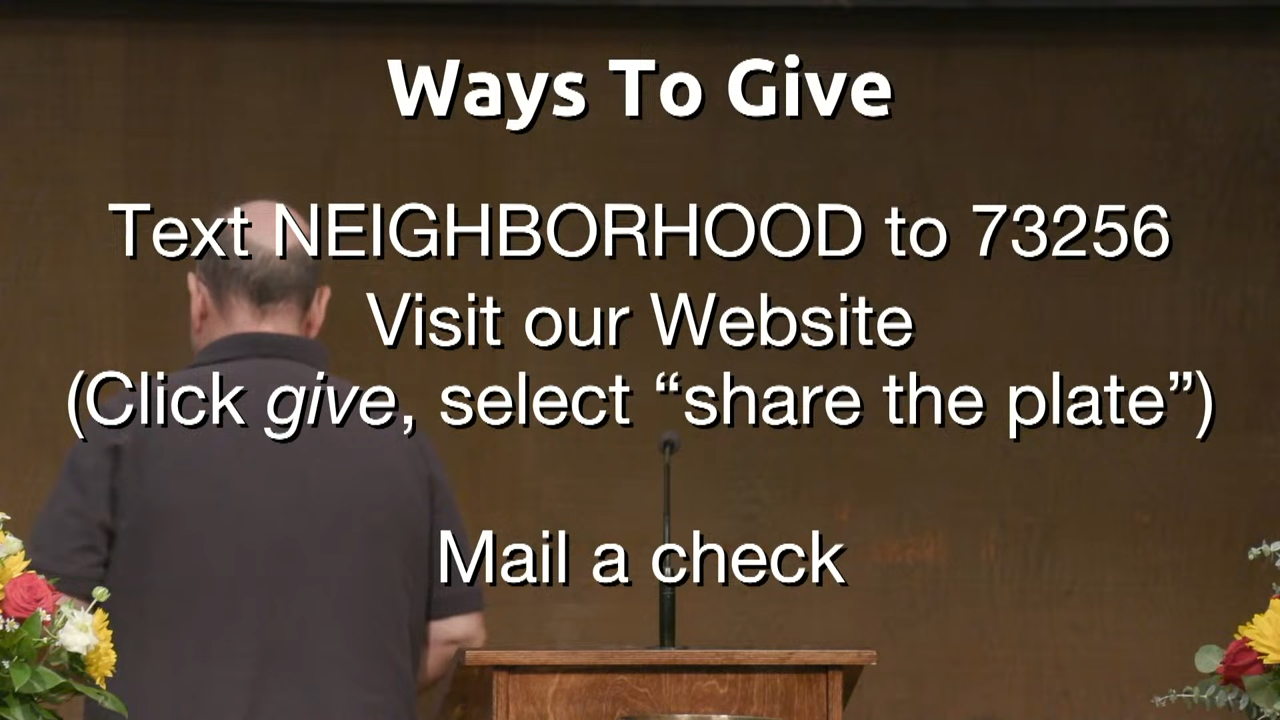 Ways To Give
Text NEIGHBORHOOD to 73256
Visit our Website
(Click give, select “share the plate”)
Mail a check